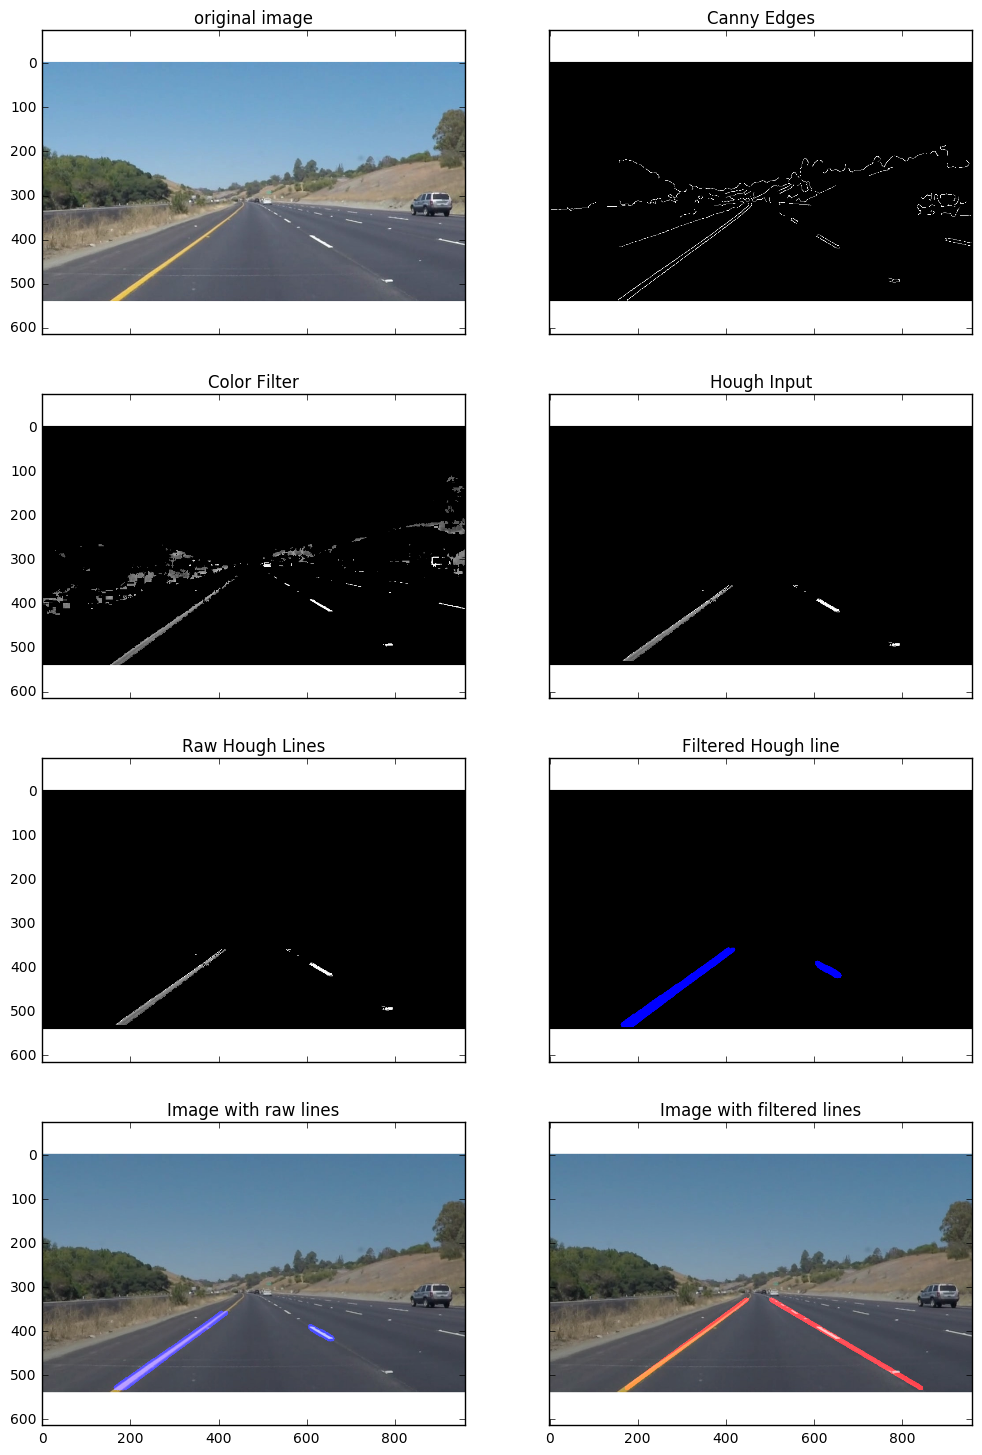 original image
Canny Edges
0
100
200
300
400
500
600
Color Filter
Hough Input
0
100
200
300
400
500
600
Raw Hough Lines
Filtered Hough line
0
100
200
300
400
500
600
Image with raw lines
Image with filtered lines
0
100
200
300
400
500
600
0 200 400 600 800
0 200 400 600 800